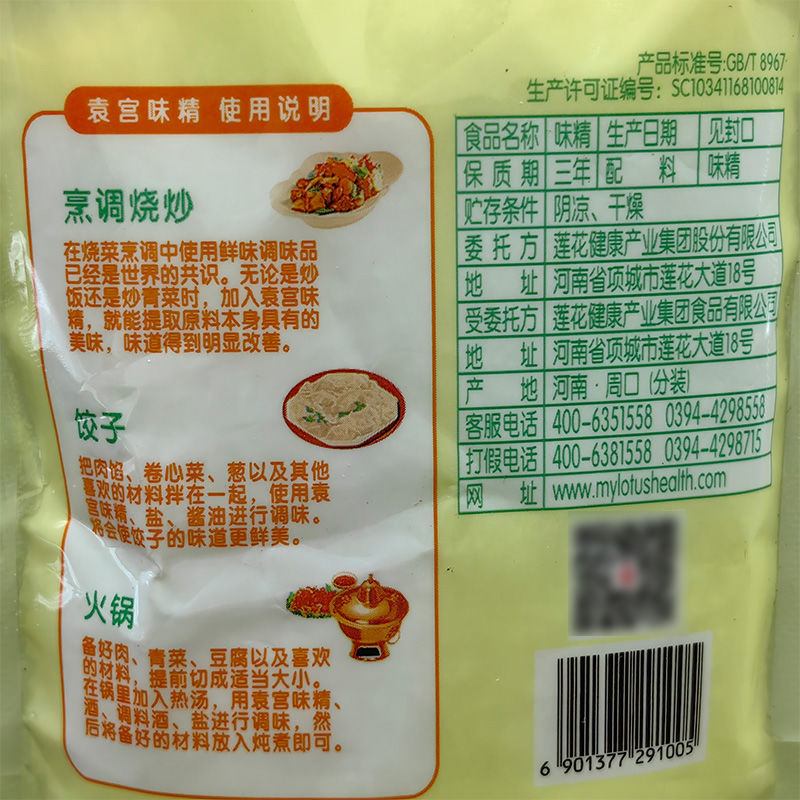 袁宫味精 使用说明
烹调烧炒
在烧菜烹调中使用鲜味调味品
已经是世界的共识。无论是炒
饭还是炒青菜时，加入袁宫味
精，就能提取原料本身具有的
美味，味道得到明显改善。
饺子
把肉馅、卷心菜、葱以及其他
喜欢的材料拌在一起，使用袁
宫味精、盐、酱油进行调味。
将会使饺子的味道更鲜美。
火锅
备好肉、青菜、豆腐以及喜欢
的材料，提前切成适当大小。
在锅里加入热汤，用袁宫味精、
酒、调料酒、盐进行调味，然
后将备好的材料放入炖煮即可。
产品标准号:GB/T 8967
生产许可证编号：SC10341168100814
食品名称 味精 生产日期 见封口
保质期 三年 配料 味精
贮存条件 阴凉、干燥
委托方 莲花健康产业集团股份有限公司
地址 河南省项城市莲花大道18号
受委托方 莲花健康产业集团食品有限公司
地址 河南省项城市莲花大道18号
产地 河南·周口（分装）
客服电话 400-6351558 0394-4298558
打假电话 400-6381558 0394-4298715
网址 www.mylotushealth.com
6 901377 291005